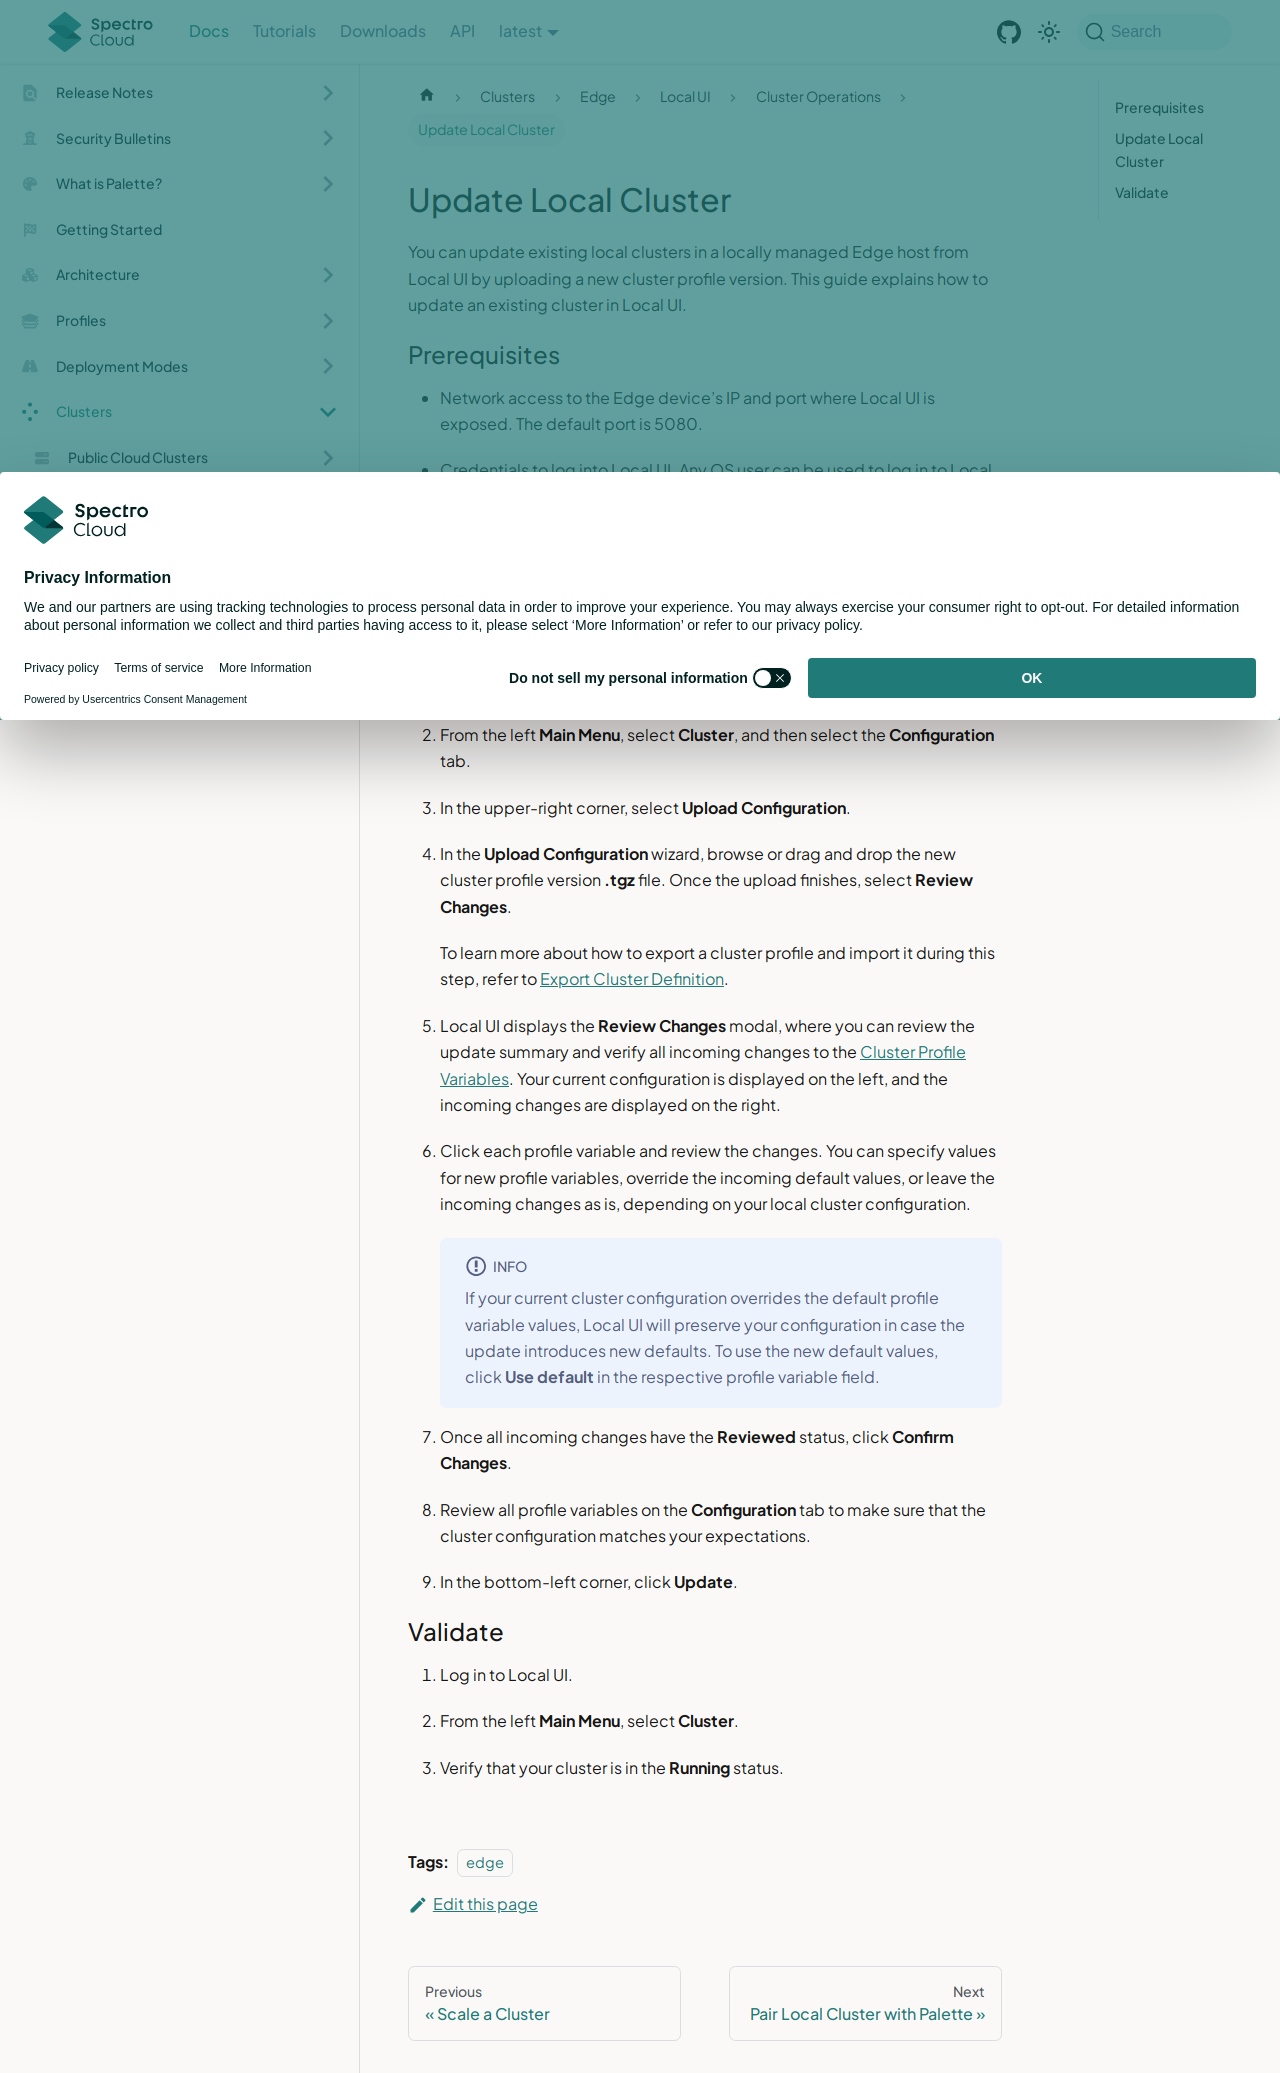 Spectro Cloud
Docs
Tutorials
Downloads
API
latest
Search
Release Notes
Security Bulletins
What is Palette?
Getting Started
Architecture
Profiles
Deployment Modes
Clusters
Public Cloud Clusters
Clusters
Edge
Local UI
Cluster Operations
Update Local Cluster
Update Local Cluster
You can update existing local clusters in a locally managed Edge host from
Local UI by uploading a new cluster profile version. This guide explains how to
update an existing cluster in Local UI.
Prerequisites
Network access to the Edge device’s IP and port where Local UI is
exposed. The default port is 5080.
Credentials to log into Local UI. Any OS user can be used to log in to Local
Prerequisites
Update Local
Cluster
Validate
Spectro
Cloud
Privacy Information
We and our partners are using tracking technologies to process personal data in order to improve your experience. You may always exercise your consumer right to opt-out. For detailed information
about personal information we collect and third parties having access to it, please select ‘More Information’ or refer to our privacy policy.
Privacy policy
Terms of service
More Information
Powered by Usercentrics Consent Management
Do not sell my personal information
OK
2. From the left Main Menu, select Cluster, and then select the Configuration
tab.
3. In the upper-right corner, select Upload Configuration.
4. In the Upload Configuration wizard, browse or drag and drop the new
cluster profile version .tgz file. Once the upload finishes, select Review
Changes.
To learn more about how to export a cluster profile and import it during this
step, refer to Export Cluster Definition.
5. Local UI displays the Review Changes modal, where you can review the
update summary and verify all incoming changes to the Cluster Profile
Variables. Your current configuration is displayed on the left, and the
incoming changes are displayed on the right.
6. Click each profile variable and review the changes. You can specify values
for new profile variables, override the incoming default values, or leave the
incoming changes as is, depending on your local cluster configuration.
INFO
If your current cluster configuration overrides the default profile
variable values, Local UI will preserve your configuration in case the
update introduces new defaults. To use the new default values,
click Use default in the respective profile variable field.
7. Once all incoming changes have the Reviewed status, click Confirm
Changes.
8. Review all profile variables on the Configuration tab to make sure that the
cluster configuration matches your expectations.
9. In the bottom-left corner, click Update.
Validate
1. Log in to Local UI.
2. From the left Main Menu, select Cluster.
3. Verify that your cluster is in the Running status.
Tags: edge
Edit this page
Previous
« Scale a Cluster
Next
Pair Local Cluster with Palette »